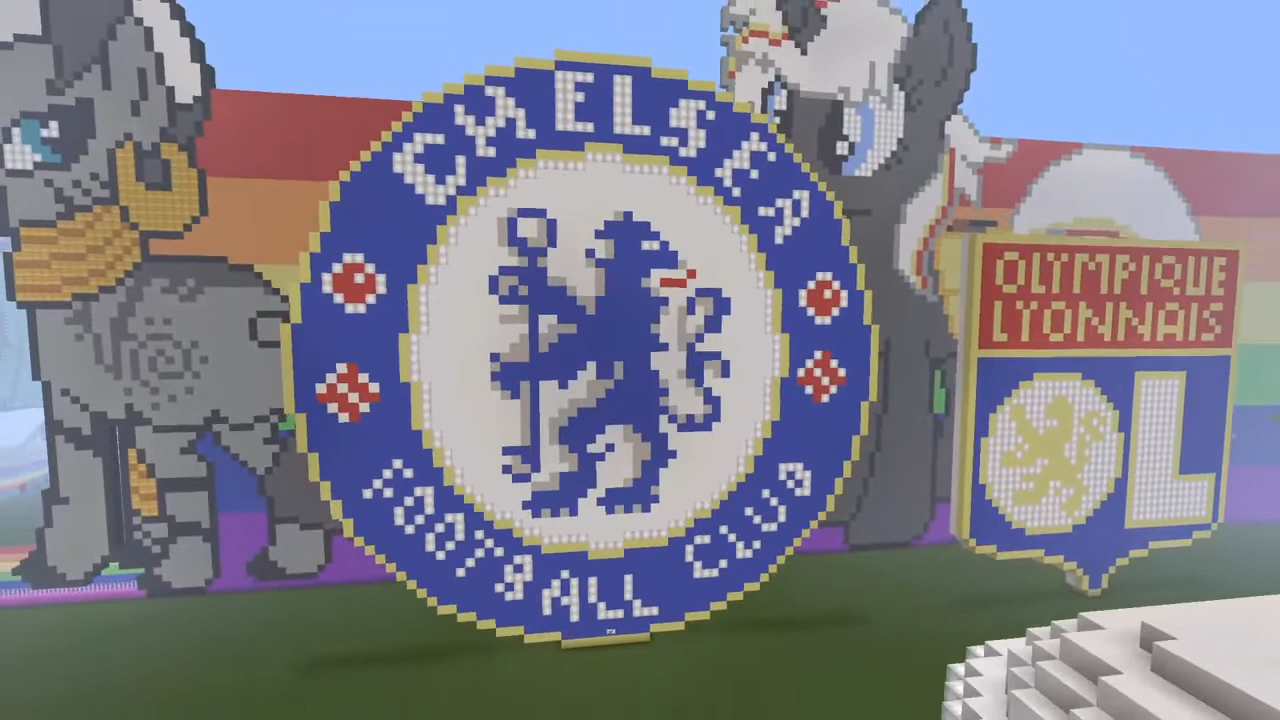 CHELSEA
FOOTBALL CLUB
OLYMPIQUE
LYONNAIS
OL